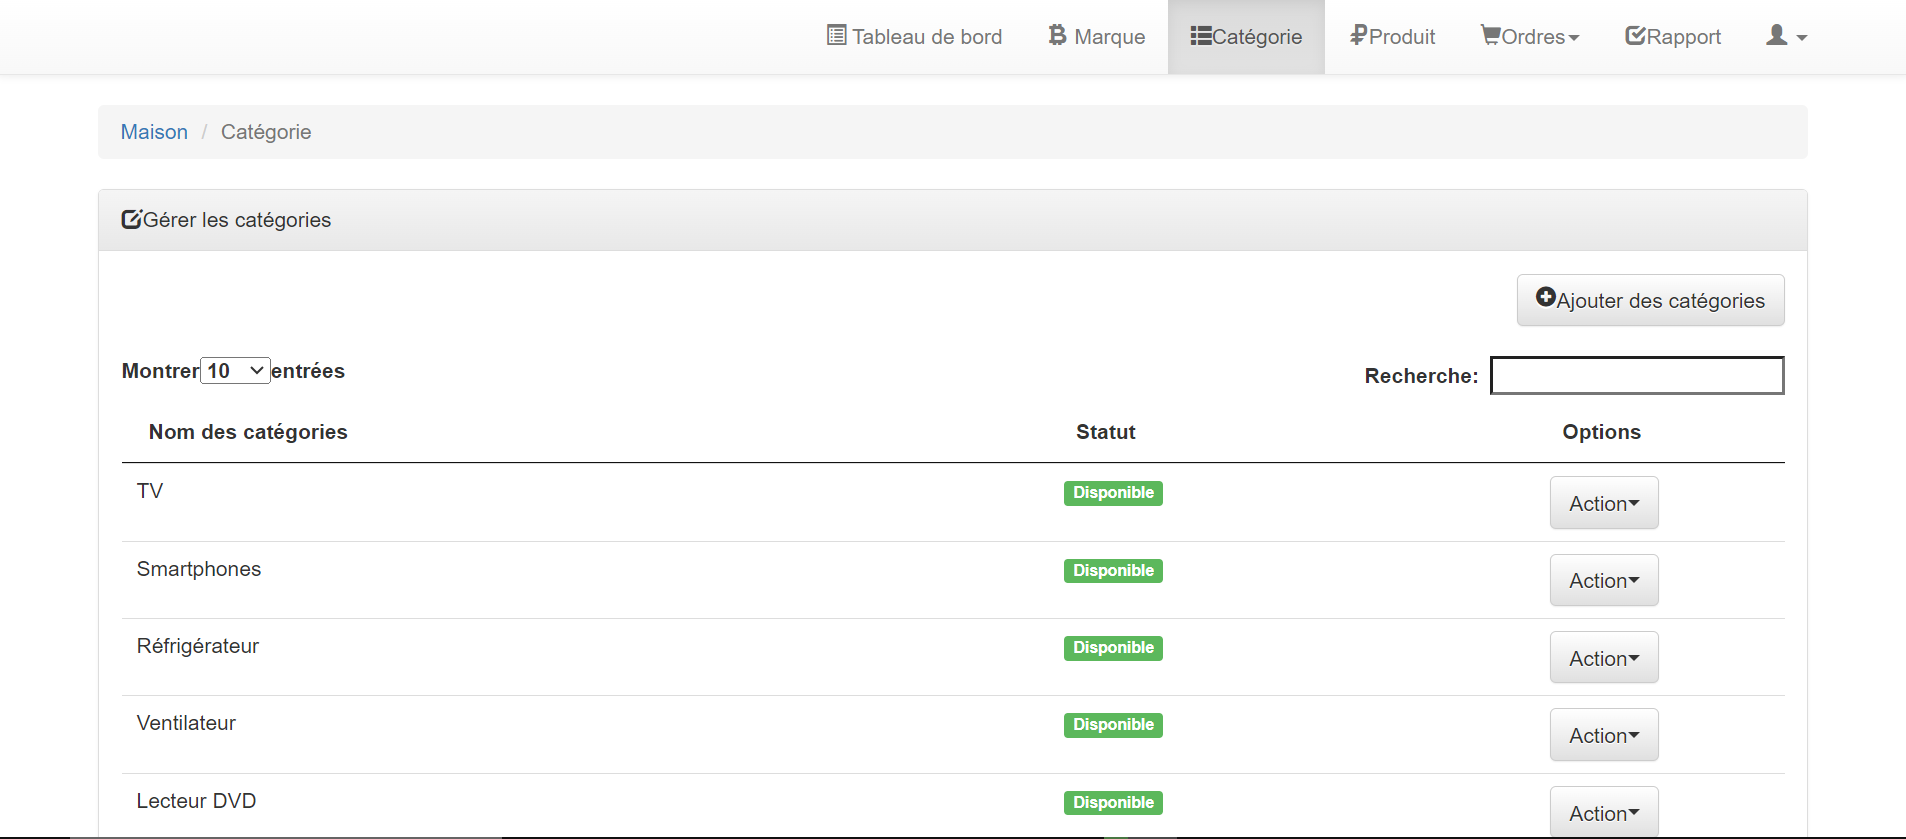 Tableau de bord Marque Catégorie Produit Ordres Rapport
Maison / Catégorie
Gérer les catégories
Ajouter des catégories
Montrer 10 entrées Recherche:
Nom des catégories Statut Options
TV Disponible Action
Smartphones Disponible Action
Réfrigérateur Disponible Action
Ventilateur Disponible Action
Lecteur DVD Disponible Action